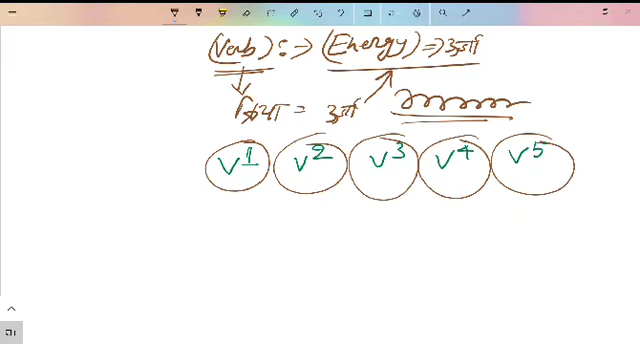 (Verb) :⇒ (Energy) ⇒ ऊर्जा
क्रिया = ऊर्जा
V1 V2 V3 V4 V5